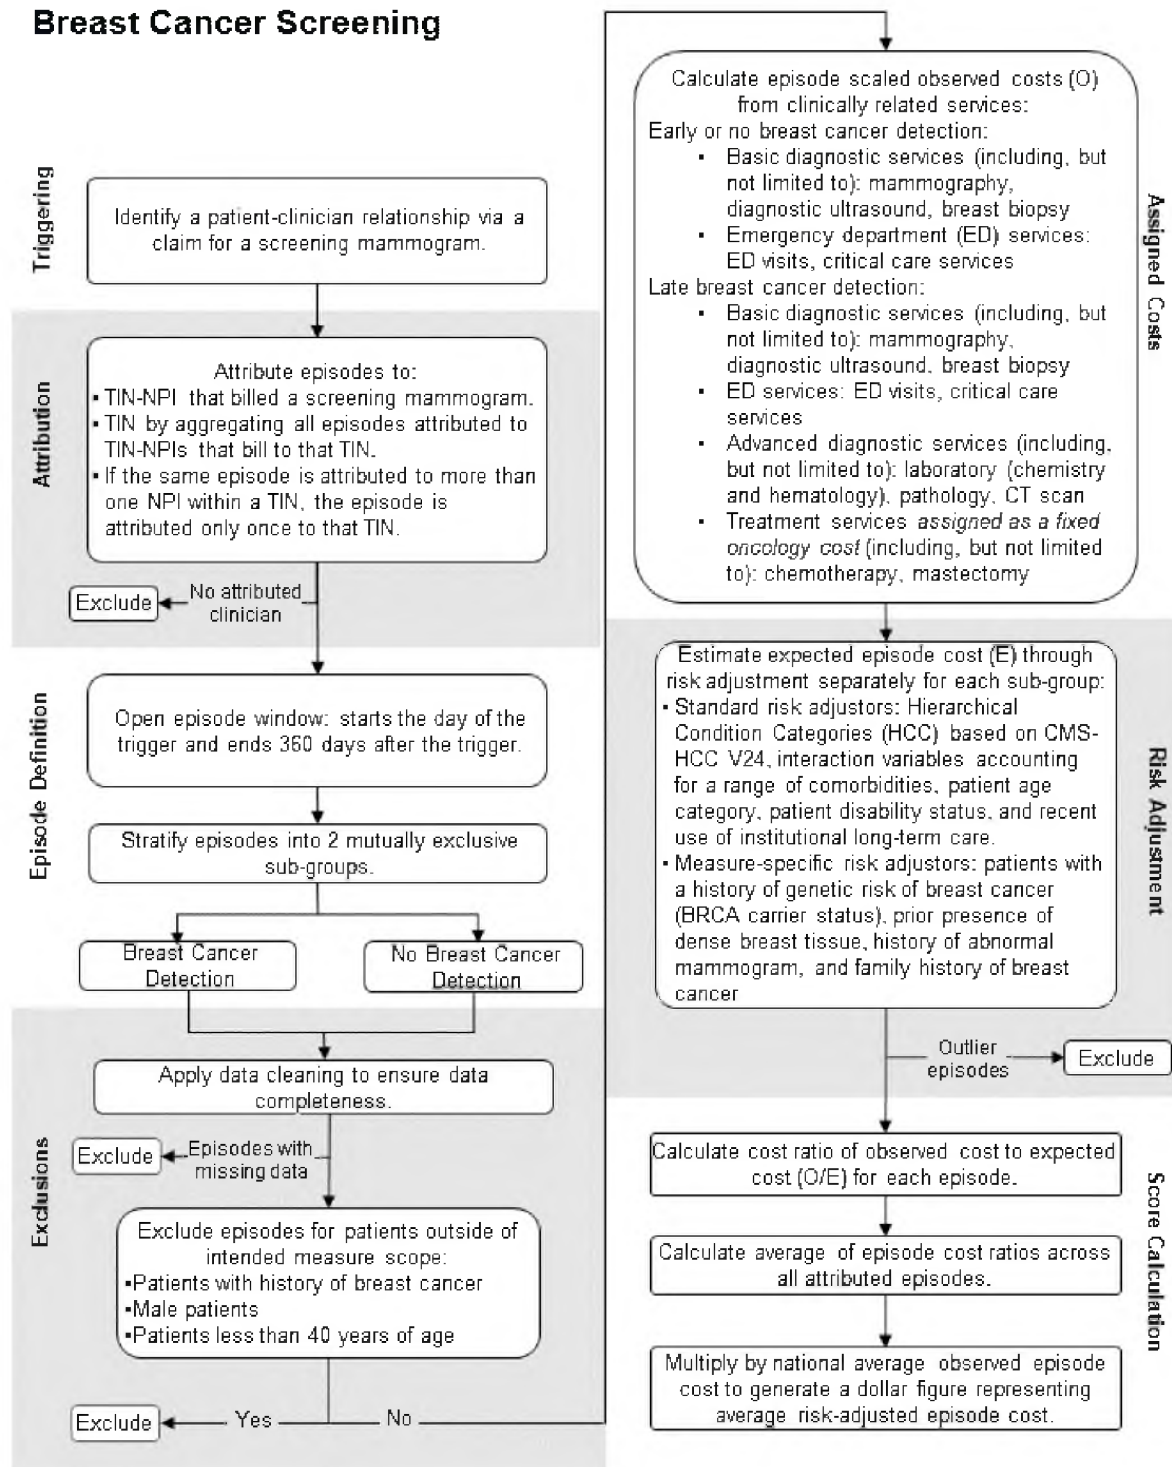 Breast Cancer Screening
Triggering
Identify a patient-clinician relationship via a
claim for a screening mammogram.
Attribution
Attribute episodes to:
▪ TIN-NPI that billed a screening mammogram.
▪ TIN by aggregating all episodes attributed to
TIN-NPIs that bill to that TIN.
▪ If the same episode is attributed to more than
one NPI within a TIN, the episode is
attributed only once to that TIN.
No attributed
clinician
Exclude
Episode Definition
Open episode window: starts the day of the
trigger and ends 360 days after the trigger.
Stratify episodes into 2 mutually exclusive
sub-groups.
Breast Cancer
Detection
No Breast Cancer
Detection
Exclusions
Apply data cleaning to ensure data
completeness.
Episodes with
missing data
Exclude
Exclude episodes for patients outside of
intended measure scope:
▪Patients with history of breast cancer
▪Male patients
▪Patients less than 40 years of age
Exclude
Yes
No
Assigned Costs
Calculate episode scaled observed costs (O)
from clinically related services:
Early or no breast cancer detection:
▪ Basic diagnostic services (including, but
not limited to): mammography,
diagnostic ultrasound, breast biopsy
▪ Emergency department (ED) services:
ED visits, critical care services
Late breast cancer detection:
▪ Basic diagnostic services (including, but
not limited to): mammography,
diagnostic ultrasound, breast biopsy
▪ ED services: ED visits, critical care
services
▪ Advanced diagnostic services (including,
but not limited to): laboratory (chemistry
and hematology), pathology, CT scan
▪ Treatment services assigned as a fixed
oncology cost (including, but not limited
to): chemotherapy, mastectomy
Risk Adjustment
Estimate expected episode cost (E) through
risk adjustment separately for each sub-group:
▪ Standard risk adjustors: Hierarchical
Condition Categories (HCC) based on CMS-
HCC V24, interaction variables accounting
for a range of comorbidities, patient age
category, patient disability status, and recent
use of institutional long-term care.
▪ Measure-specific risk adjustors: patients with
a history of genetic risk of breast cancer
(BRCA carrier status), prior presence of
dense breast tissue, history of abnormal
mammogram, and family history of breast
cancer
Outlier
episodes
Exclude
Score Calculation
Calculate cost ratio of observed cost to expected
cost (O/E) for each episode.
Calculate average of episode cost ratios across
all attributed episodes.
Multiply by national average observed episode
cost to generate a dollar figure representing
average risk-adjusted episode cost.